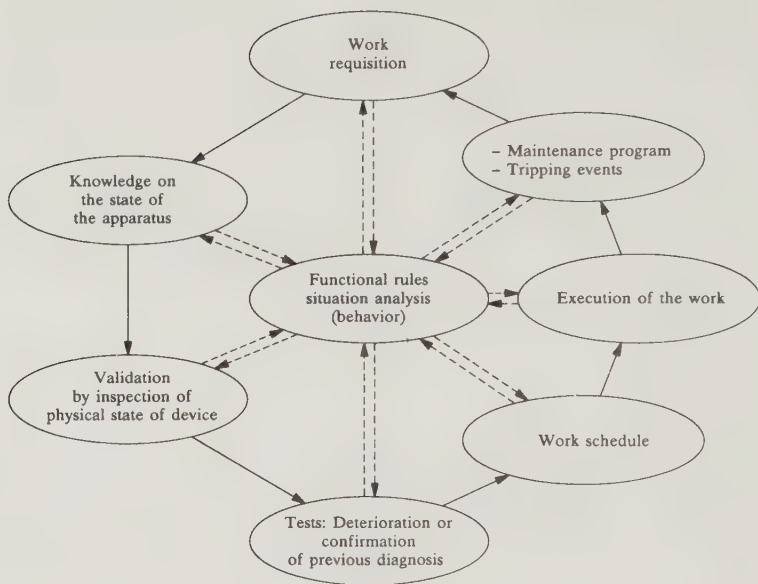 Work
requisition
– Maintenance program
– Tripping events
Knowledge on
the state of
the apparatus
Functional rules
situation analysis
(behavior)
Execution of the work
Validation
by inspection of
physical state of device
Work schedule
Tests: Deterioration or
confirmation
of previous diagnosis